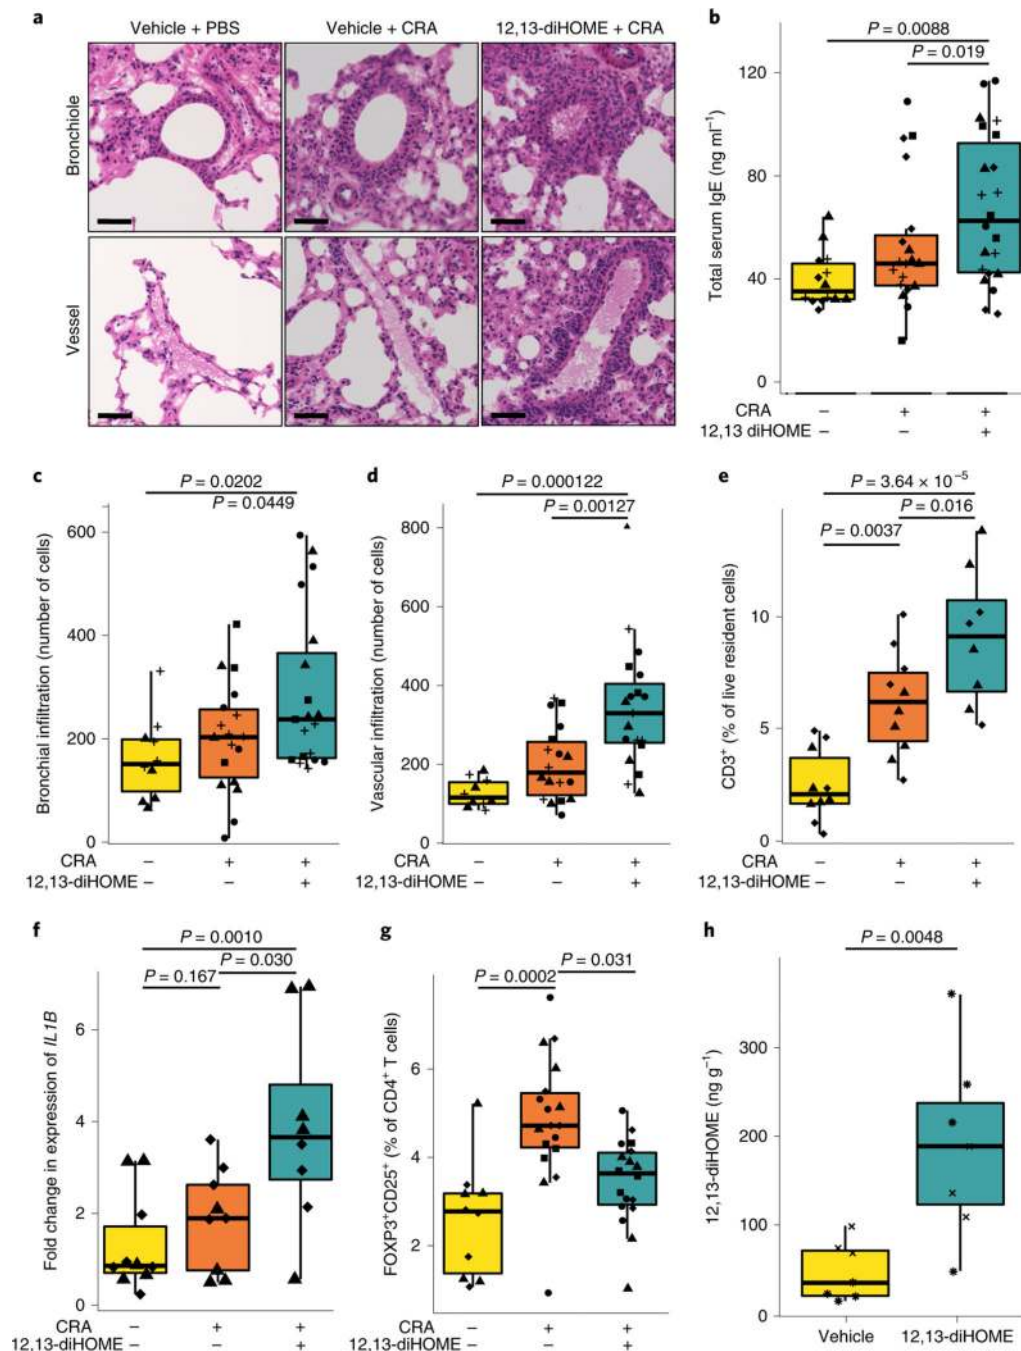 a
Vehicle + PBS
Vehicle + CRA
12,13-diHOME + CRA
Bronchiole
Vessel
b
P = 0.0088
P = 0.019
Total serum IgE (ng ml⁻¹)
120
80
40
0
CRA – + +
12,13 diHOME – – +
c
P = 0.0202
P = 0.0449
Bronchial infiltration (number of cells)
600
400
200
0
CRA – + +
12,13-diHOME – – +
d
P = 0.000122
P = 0.00127
Vascular infiltration (number of cells)
800
600
400
200
0
CRA – + +
12,13-diHOME – – +
e
P = 3.64 × 10⁻⁵
P = 0.016
P = 0.0037
CD3⁺ (% of live resident cells)
10
5
0
CRA – + +
12,13-diHOME – – +
f
P = 0.0010
P = 0.030
P = 0.167
Fold change in expression of IL1B
6
4
2
0
CRA – + +
12,13-diHOME – – +
g
P = 0.031
P = 0.0002
FOXP3⁺CD25⁺ (% of CD4⁺ T cells)
6
4
2
CRA – + +
12,13-diHOME – – +
h
P = 0.0048
12,13-diHOME (ng g⁻¹)
300
200
100
0
Vehicle
12,13-diHOME